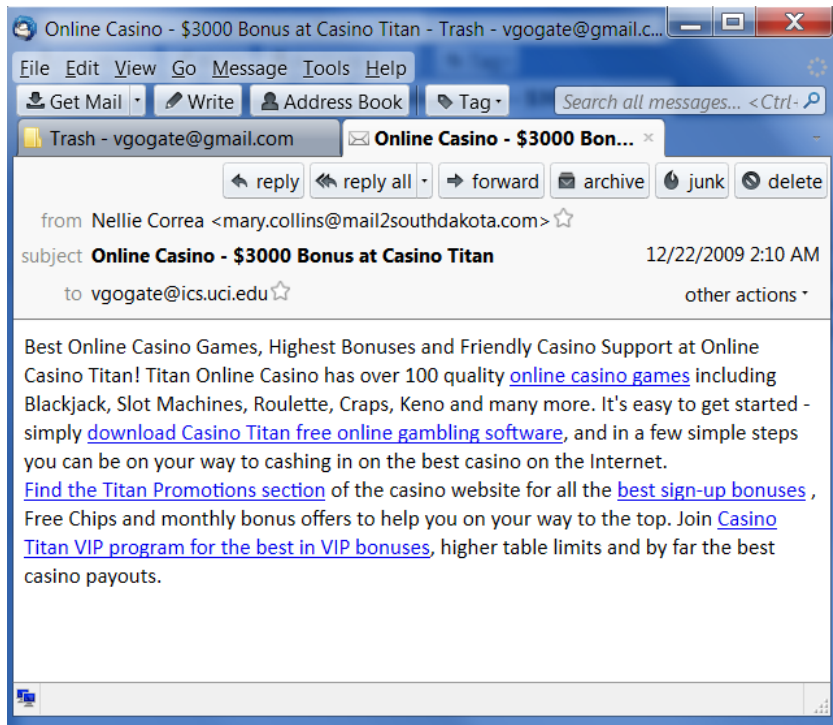 Online Casino - $3000 Bonus at Casino Titan - Trash - vgogate@gmail.c...
File Edit View Go Message Tools Help
Get Mail Write Address Book Tag Search all messages... <Ctrl-
Trash - vgogate@gmail.com Online Casino - $3000 Bon...
reply reply all forward archive junk delete
from Nellie Correa <mary.collins@mail2southdakota.com>
subject Online Casino - $3000 Bonus at Casino Titan 12/22/2009 2:10 AM
to vgogate@ics.uci.edu other actions
Best Online Casino Games, Highest Bonuses and Friendly Casino Support at Online
Casino Titan! Titan Online Casino has over 100 quality online casino games including
Blackjack, Slot Machines, Roulette, Craps, Keno and many more. It's easy to get started -
simply download Casino Titan free online gambling software, and in a few simple steps
you can be on your way to cashing in on the best casino on the Internet.
Find the Titan Promotions section of the casino website for all the best sign-up bonuses ,
Free Chips and monthly bonus offers to help you on your way to the top. Join Casino
Titan VIP program for the best in VIP bonuses, higher table limits and by far the best
casino payouts.